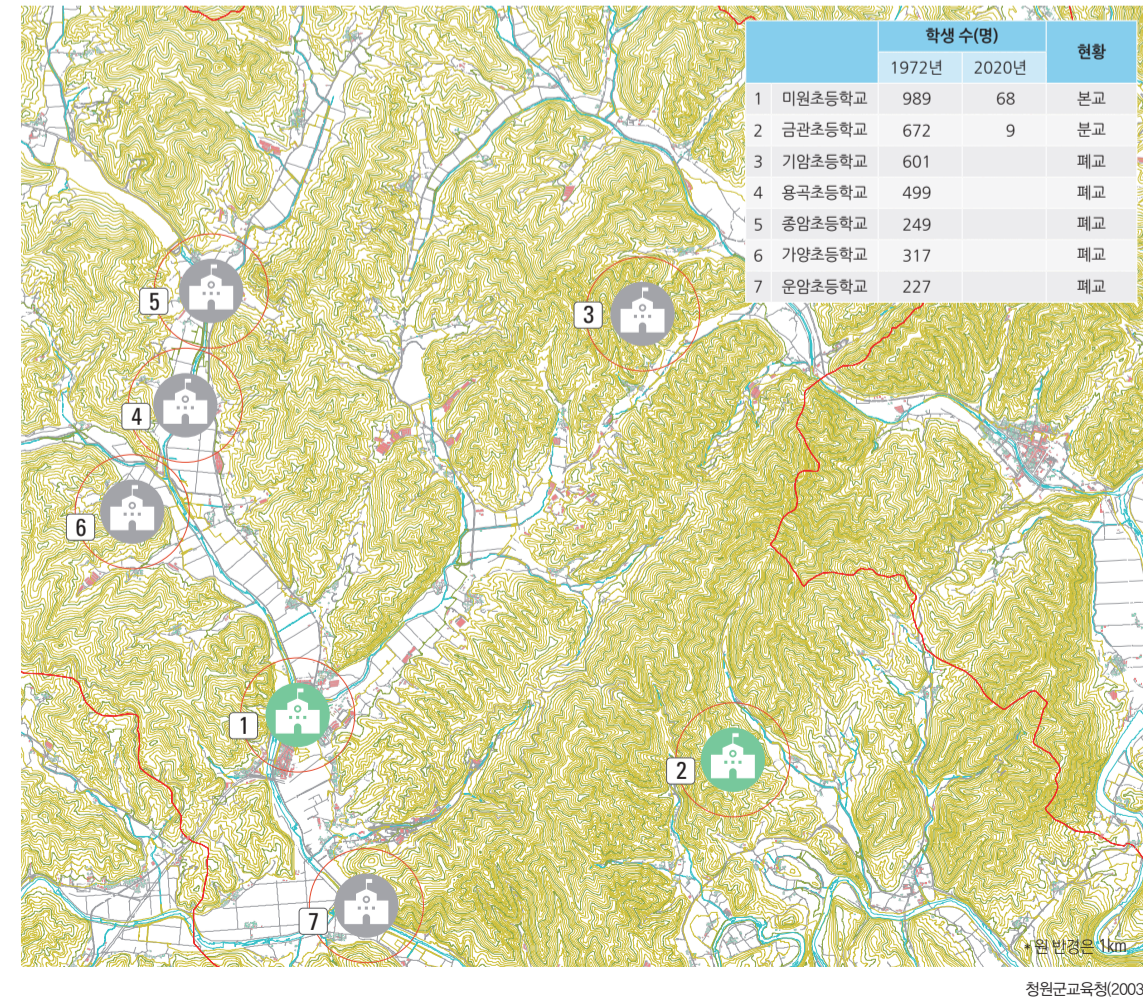 학생 수(명) 현황
1972년 2020년
1 미원초등학교 989 68 본교
2 금관초등학교 672 9 분교
3 기암초등학교 601 폐교
4 용곡초등학교 499 폐교
5 종암초등학교 249 폐교
6 가양초등학교 317 폐교
7 운암초등학교 227 폐교
5
3
4
6
1
2
7
* 원 반경은 1km
청원군교육청(2003